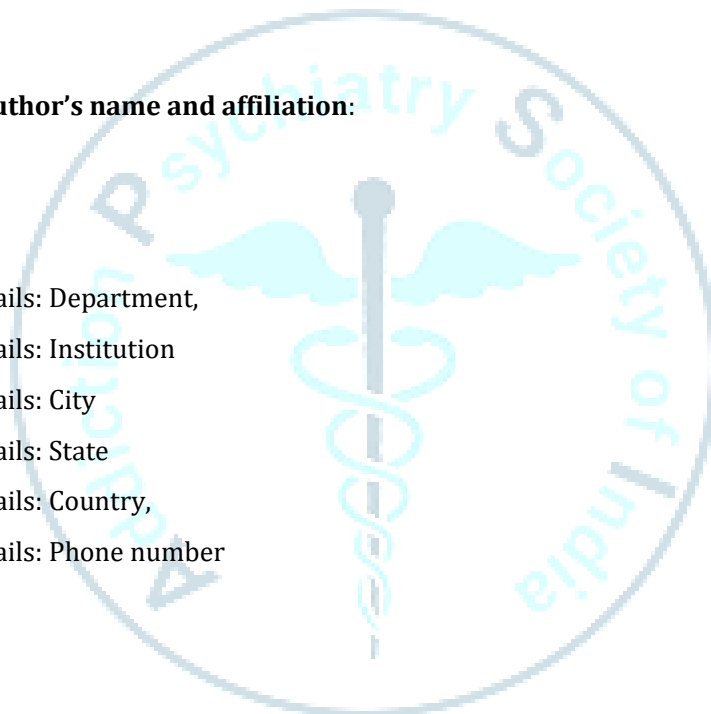 uthor's name and affiliation:
ails: Department,
ails: Institution
ails: City
ails: State
ails: Country,
ails: Phone number
Addiction Psychiatry Society of India